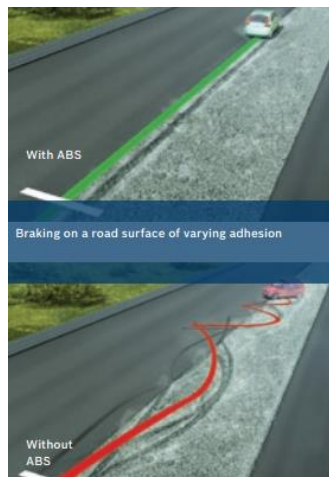 With ABS
Braking on a road surface of varying adhesion
Without
ABS